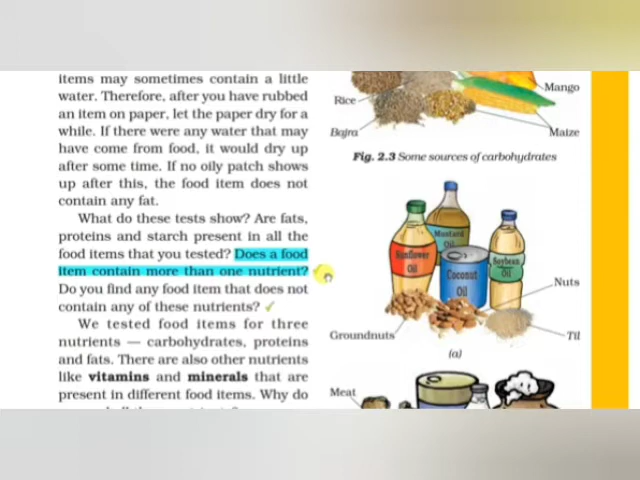 items may sometimes contain a little
water. Therefore, after you have rubbed
an item on paper, let the paper dry for a
while. If there were any water that may
have come from food, it would dry up
after some time. If no oily patch shows
up after this, the food item does not
contain any fat.
What do these tests show? Are fats,
proteins and starch present in all the
food items that you tested? Does a food
item contain more than one nutrient?
Do you find any food item that does not
contain any of these nutrients?
We tested food items for three
nutrients — carbohydrates, proteins
and fats. There are also other nutrients
like vitamins and minerals that are
present in different food items. Why do
Mango
Rice
Bajra
Maize
Fig. 2.3 Some sources of carbohydrates
Mustard
Oil
Sunflower
Oil
Coconut
Oil
Soybean
Oil
Nuts
Groundnuts
Til
(a)
Meat